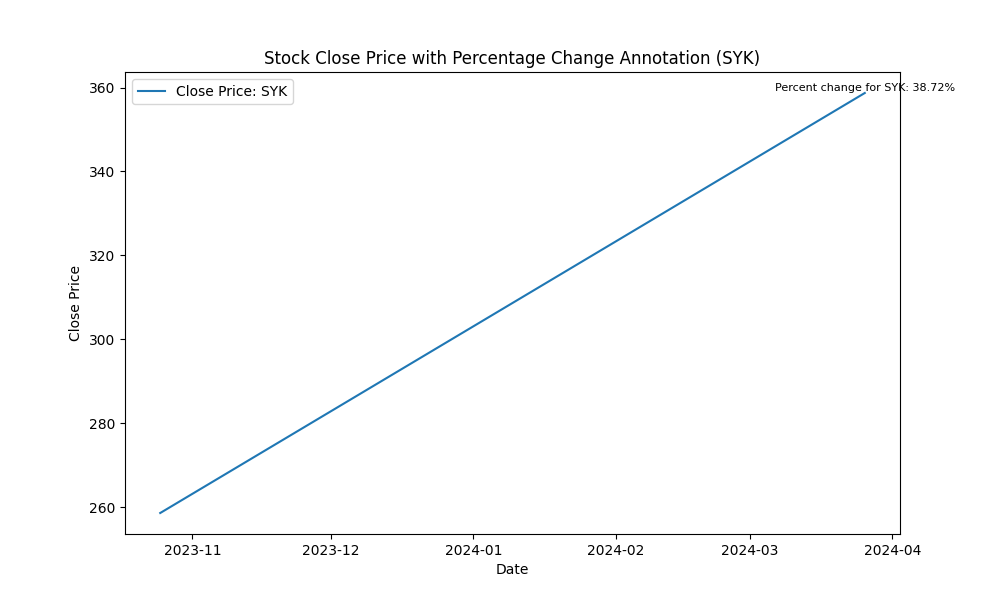 Stock Close Price with Percentage Change Annotation (SYK)
Close Price: SYK
Percent change for SYK: 38.72%
Close Price
360
340
320
300
280
260
2023-11
2023-12
2024-01
2024-02
2024-03
2024-04
Date